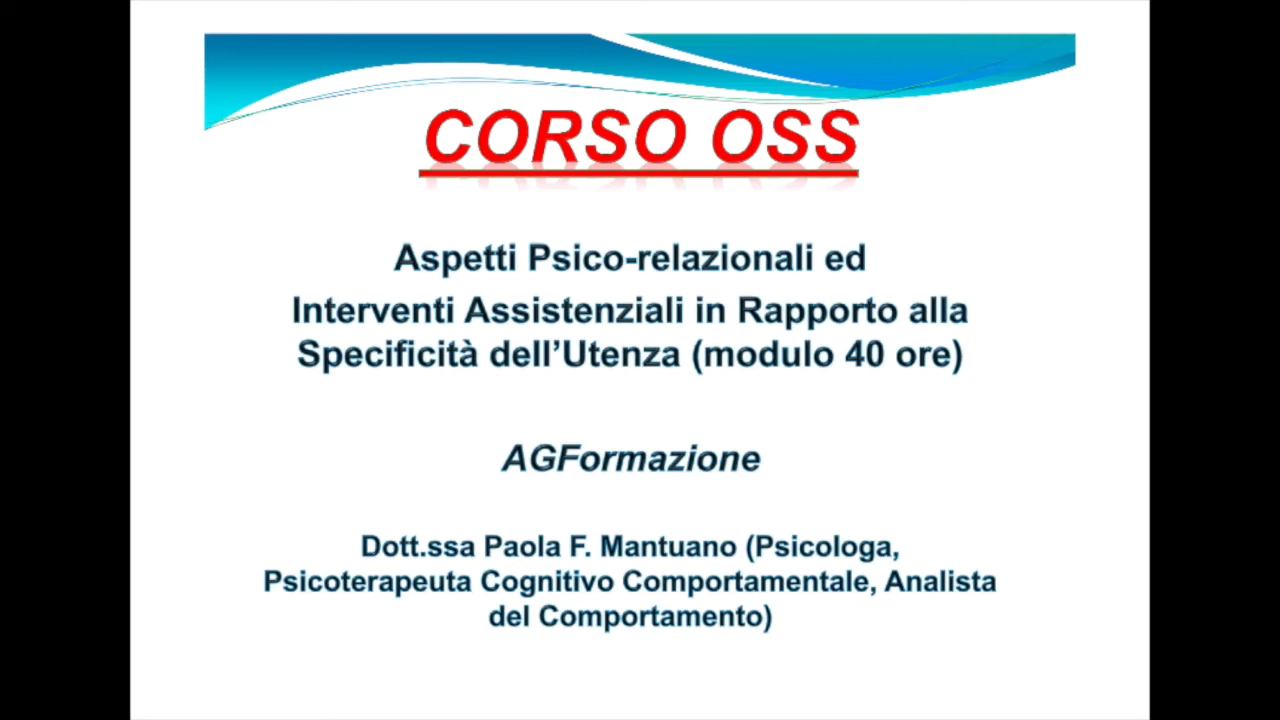 CORSO OSS
Aspetti Psico-relazionali ed
Interventi Assistenziali in Rapporto alla
Specificità dell’Utenza (modulo 40 ore)
AGFormazione
Dott.ssa Paola F. Mantuano (Psicologa,
Psicoterapeuta Cognitivo Comportamentale, Analista
del Comportamento)